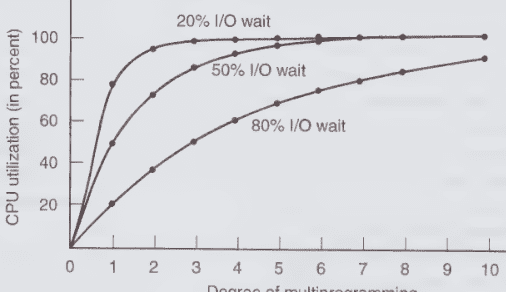 20% I/O wait
100
50% I/O wait
80
80% I/O wait
60
40
20
CPU utilization (in percent)
0 1 2 3 4 5 6 7 8 9 10
Degree of multiprogramming